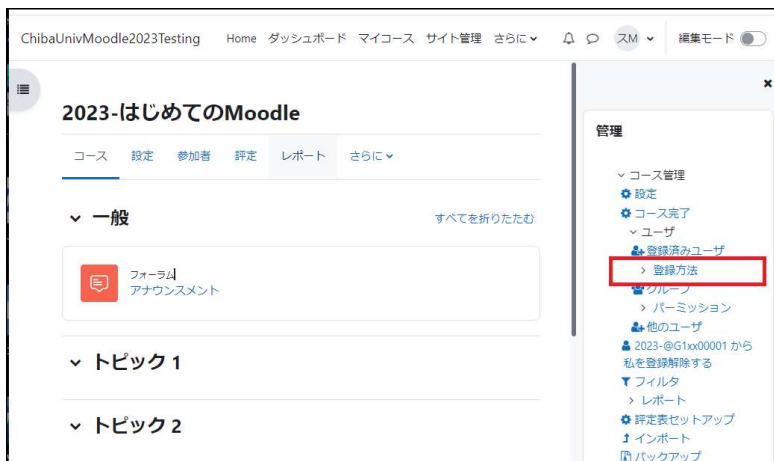 ChibaUnivMoodle2023Testing Home ダッシュボード マイコース サイト管理 さらに スM 編集モード
2023-はじめてのMoodle
コース 設定 参加者 評定 レポート さらに
一般 すべてを折りたたむ
フォーラム
アナウンスメント
トピック 1
トピック 2
管理
コース管理
設定
コース完了
ユーザ
登録済みユーザ
登録方法
グループ
パーミッション
他のユーザ
2023-@G1xx00001 から
私を登録解除する
フィルタ
レポート
評定表セットアップ
インポート
バックアップ